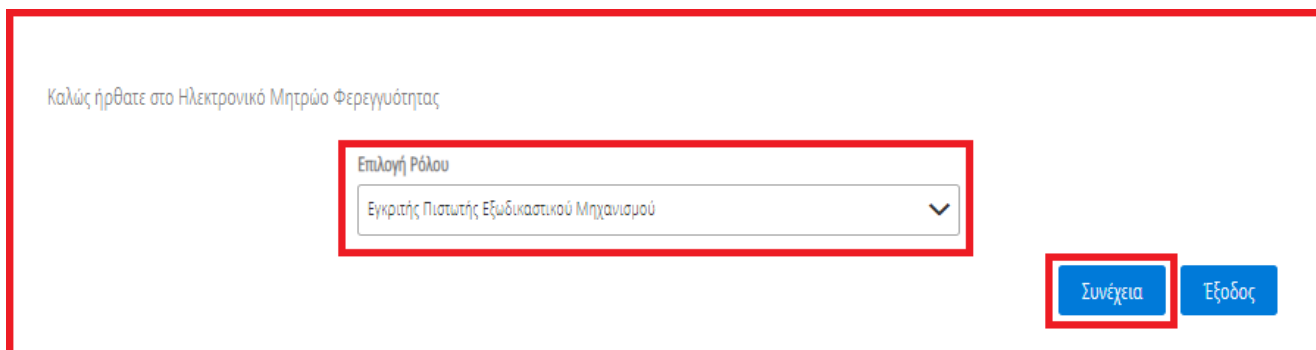 Καλώς ήρθατε στο Ηλεκτρονικό Μητρώο Φερεγγυότητας
Επιλογή Ρόλου
Εγκριτής Πιστωτής Εξωδικαστικού Μηχανισμού
Συνέχεια Έξοδος